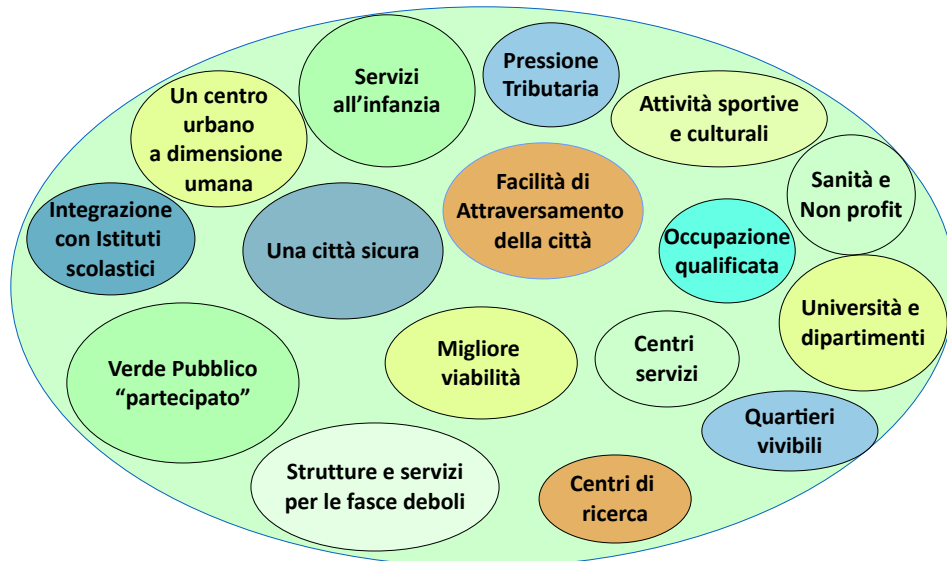 Servizi
all’infanzia
Pressione
Tributaria
Un centro
urbano
a dimensione
umana
Attività sportive
e culturali
Facilità di
Attraversamento
della città
Sanità e
Non profit
Integrazione
con Istituti
scolastici
Una città sicura
Occupazione
qualificata
Università e
dipartimenti
Verde Pubblico
“partecipato”
Migliore
viabilità
Centri
servizi
Quartieri
vivibili
Strutture e servizi
per le fasce deboli
Centri di
ricerca